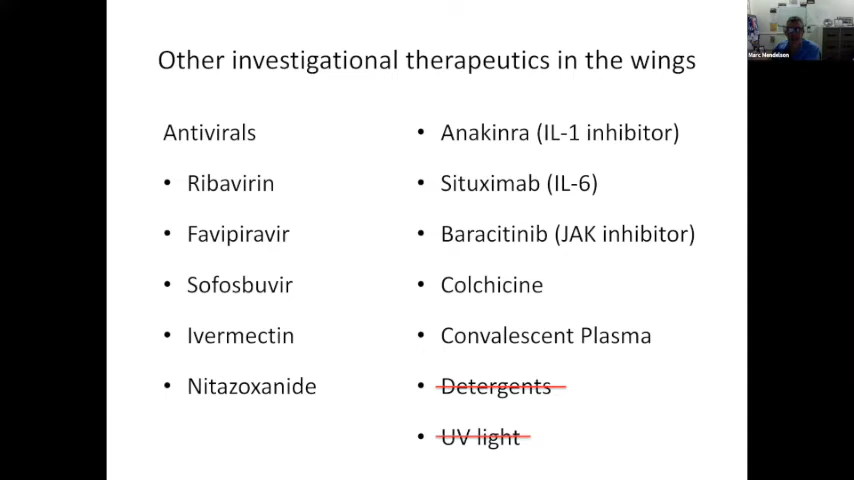 Other investigational therapeutics in the wings
Antivirals
• Ribavirin
• Favipiravir
• Sofosbuvir
• Ivermectin
• Nitazoxanide
• Anakinra (IL-1 inhibitor)
• Situximab (IL-6)
• Baracitinib (JAK inhibitor)
• Colchicine
• Convalescent Plasma
• Detergents
• UV light
Marc Mendelson